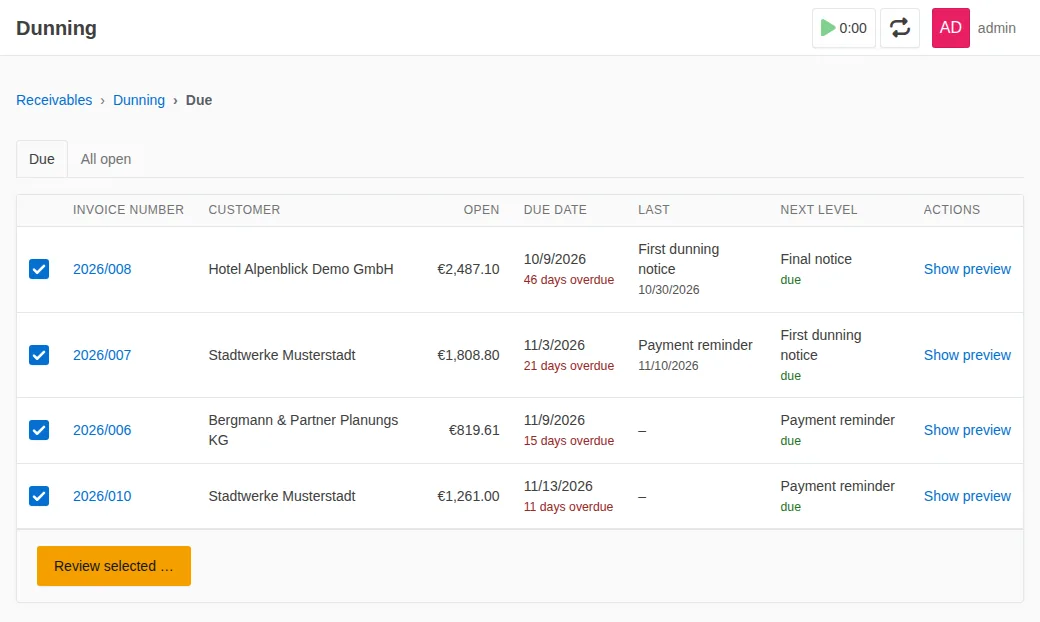 Dunning
0:00
AD
admin
Receivables › Dunning › Due
Due
All open
INVOICE NUMBER CUSTOMER OPEN DUE DATE LAST NEXT LEVEL ACTIONS
2026/008 Hotel Alpenblick Demo GmbH €2,487.10
10/9/2026
46 days overdue
First dunning
notice
10/30/2026
Final notice
due
Show preview
2026/007 Stadtwerke Musterstadt €1,808.80
11/3/2026
21 days overdue
Payment reminder
11/10/2026
First dunning
notice
due
Show preview
2026/006
Bergmann & Partner Planungs
KG
€819.61
11/9/2026
15 days overdue
–
Payment reminder
due
Show preview
2026/010 Stadtwerke Musterstadt €1,261.00
11/13/2026
11 days overdue
–
Payment reminder
due
Show preview
Review selected …